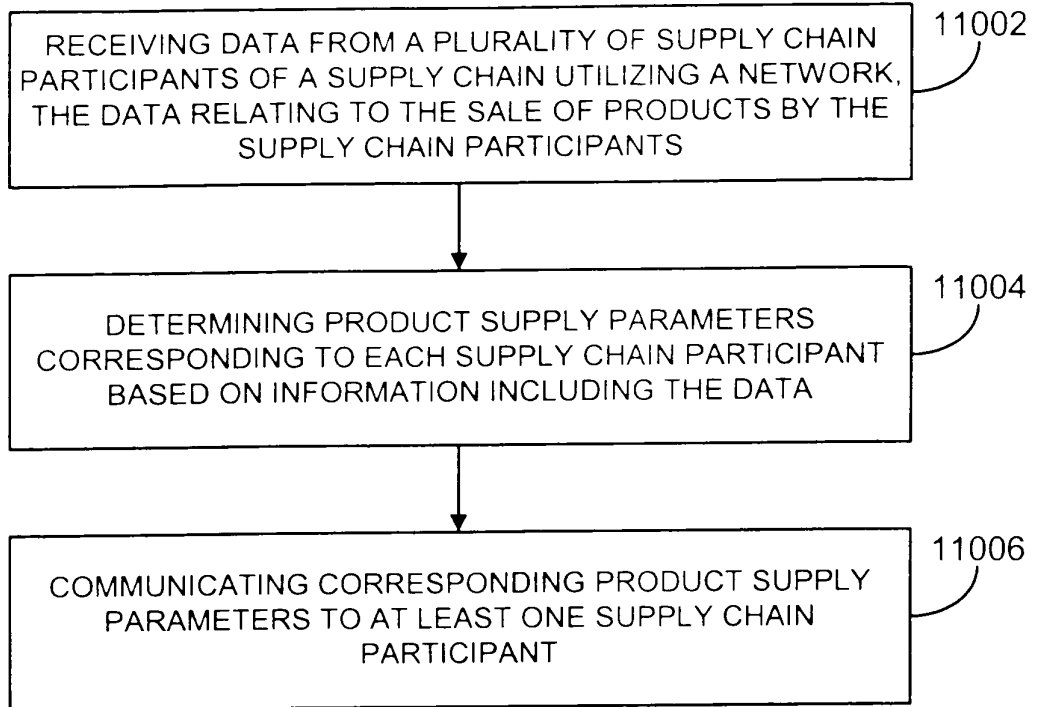 RECEIVING DATA FROM A PLURALITY OF SUPPLY CHAIN
PARTICIPANTS OF A SUPPLY CHAIN UTILIZING A NETWORK,
THE DATA RELATING TO THE SALE OF PRODUCTS BY THE
SUPPLY CHAIN PARTICIPANTS
11002
DETERMINING PRODUCT SUPPLY PARAMETERS
CORRESPONDING TO EACH SUPPLY CHAIN PARTICIPANT
BASED ON INFORMATION INCLUDING THE DATA
11004
COMMUNICATING CORRESPONDING PRODUCT SUPPLY
PARAMETERS TO AT LEAST ONE SUPPLY CHAIN
PARTICIPANT
11006